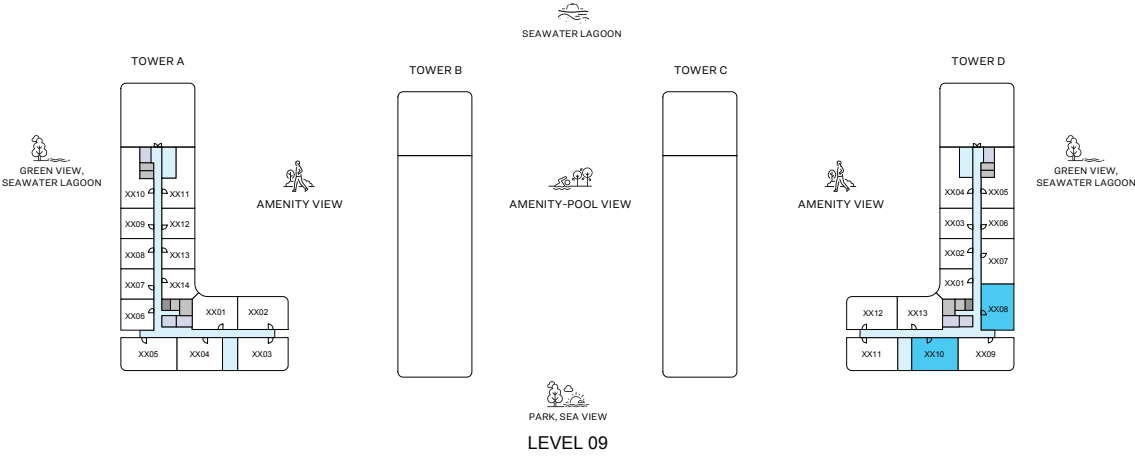 SEAWATER LAGOON
TOWER A
TOWER B
TOWER C
TOWER D
GREEN VIEW,
SEAWATER LAGOON
AMENITY VIEW
AMENITY-POOL VIEW
AMENITY VIEW
GREEN VIEW,
SEAWATER LAGOON
XX10 XX11
XX09 XX12
XX08 XX13
XX07 XX14
XX06 XX01 XX02
XX05 XX04 XX03
XX04 XX05
XX03 XX06
XX02 XX07
XX01
XX12 XX13 XX08
XX11 XX10 XX09
PARK, SEA VIEW
LEVEL 09